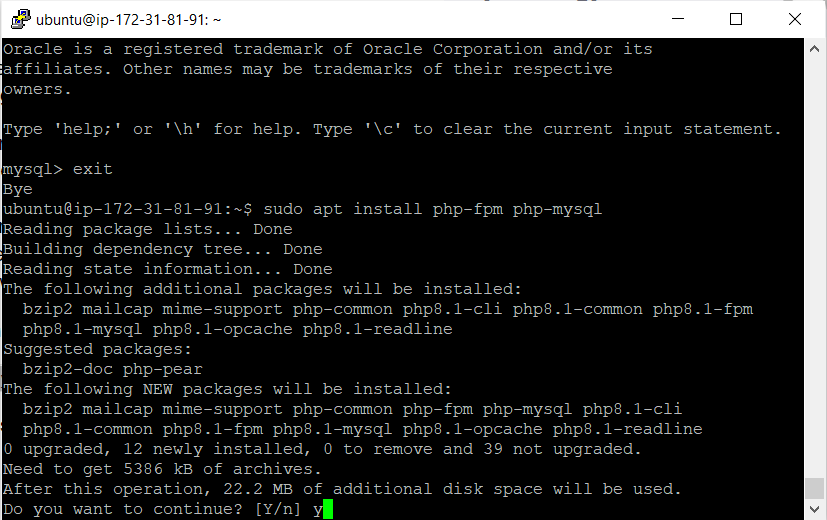 ubuntu@ip-172-31-81-91: ~
Oracle is a registered trademark of Oracle Corporation and/or its
affiliates. Other names may be trademarks of their respective
owners.
Type 'help;' or '\h' for help. Type '\c' to clear the current input statement.
mysql> exit
Bye
ubuntu@ip-172-31-81-91:~$ sudo apt install php-fpm php-mysql
Reading package lists... Done
Building dependency tree... Done
Reading state information... Done
The following additional packages will be installed:
  bzip2 mailcap mime-support php-common php8.1-cli php8.1-common php8.1-fpm
  php8.1-mysql php8.1-opcache php8.1-readline
Suggested packages:
  bzip2-doc php-pear
The following NEW packages will be installed:
  bzip2 mailcap mime-support php-common php-fpm php-mysql php8.1-cli
  php8.1-common php8.1-fpm php8.1-mysql php8.1-opcache php8.1-readline
0 upgraded, 12 newly installed, 0 to remove and 39 not upgraded.
Need to get 5386 kB of archives.
After this operation, 22.2 MB of additional disk space will be used.
Do you want to continue? [Y/n] y